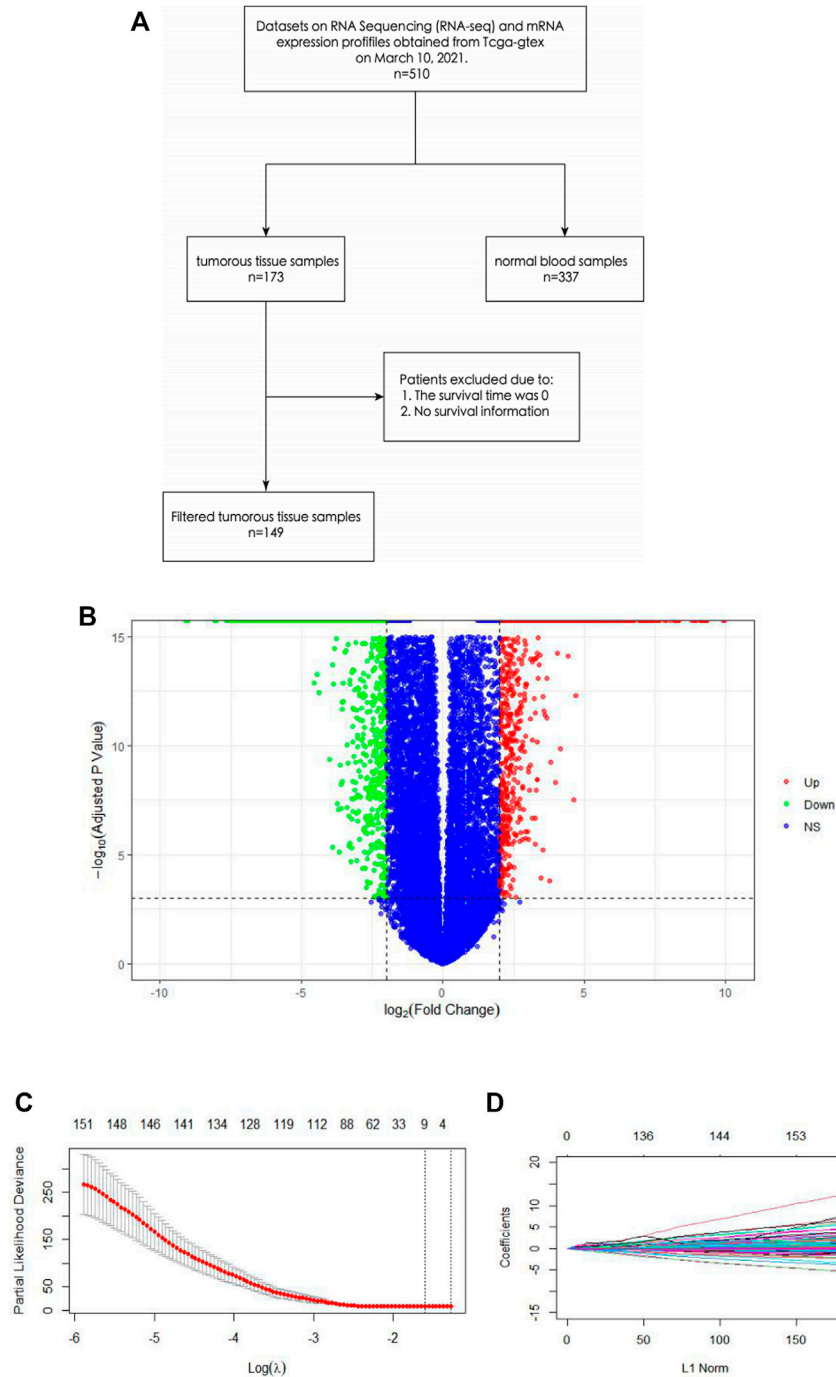 A
Datasets on RNA Sequencing (RNA-seq) and mRNA
expression profifiles obtained from Tcga-gtex
on March 10, 2021.
n=510
tumorous tissue samples
n=173
normal blood samples
n=337
Patients excluded due to:
1. The survival time was 0
2. No survival information
Filtered tumorous tissue samples
n=149
B
15
10
5
0
−log10(Adjusted P Value)
-10 -5 0 5 10
log2(Fold Change)
Up
Down
NS
C
151 148 146 141 134 128 119 112 88 62 33 9 4
Partial Likelihood Deviance
250
150
50
0
-6 -5 -4 -3 -2
Log(λ)
D
0 136 144 153
Coefficients
20
15
10
5
0
-5
-15
0 50 100 150
L1 Norm